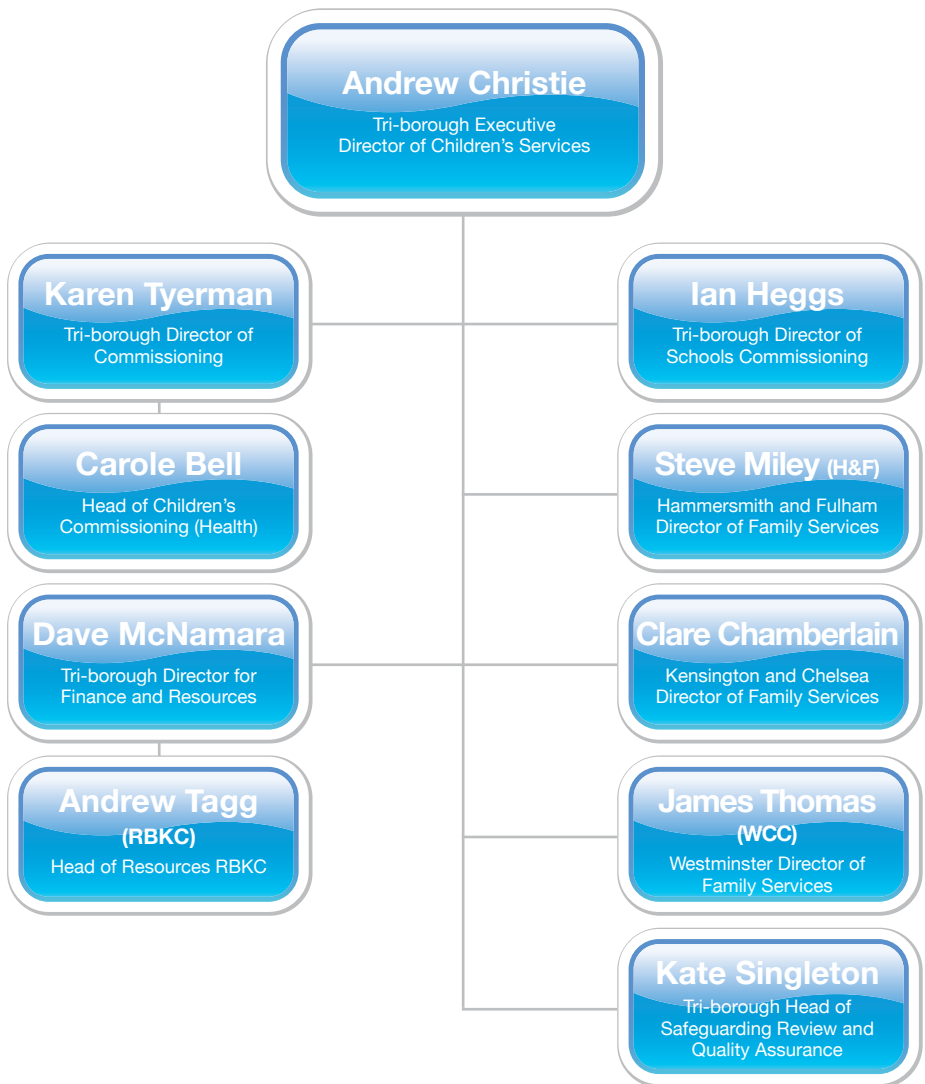 Andrew Christie
Tri-borough Executive
Director of Children's Services
Karen Tyerman
Tri-borough Director of
Commissioning
Carole Bell
Head of Children's
Commissioning (Health)
Dave McNamara
Tri-borough Director for
Finance and Resources
Andrew Tagg
(RBKC)
Head of Resources RBKC
Ian Heggs
Tri-borough Director of
Schools Commissioning
Steve Miley (H&F)
Hammersmith and Fulham
Director of Family Services
Clare Chamberlain
Kensington and Chelsea
Director of Family Services
James Thomas
(WCC)
Westminster Director of
Family Services
Kate Singleton
Tri-borough Head of
Safeguarding Review and
Quality Assurance